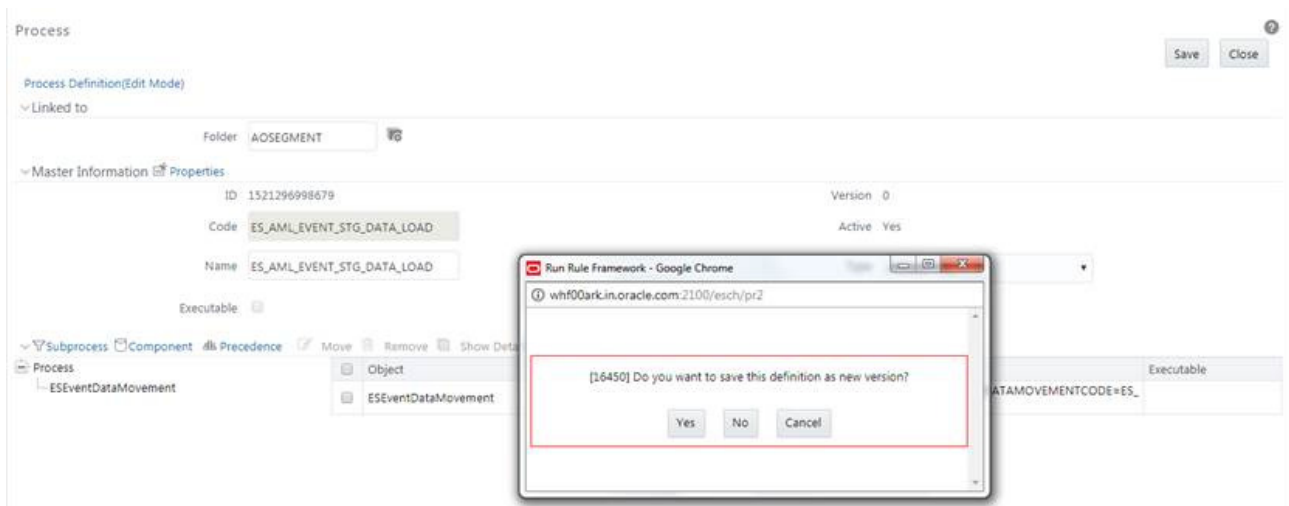 Process
Save Close
Process Definition(Edit Mode)
Linked to
Folder AOSEGMENT
Master Information Properties
ID 1521296998679 Version 0
Code ES_AML_EVENT_STG_DATA_LOAD Active Yes
Name ES_AML_EVENT_STG_DATA_LOAD
Run Rule Framework - Google Chrome
whf00ark.in.oracle.com:2100/esch/pr2
Executable
Subprocess Component Precedence Move Remove Show Deta
Process Object Executable
[16450] Do you want to save this definition as new version?
ESEventDataMovement ESEventDataMovement ATAMOVEMENTCODE=ES_
Yes No Cancel